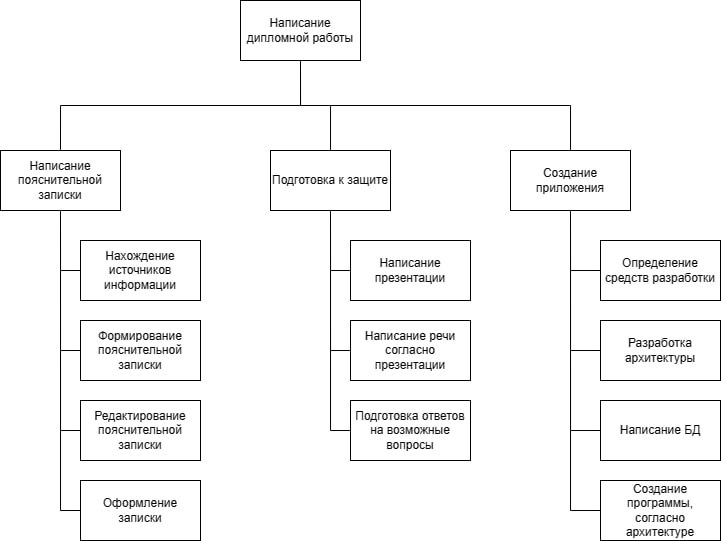 Написание
дипломной работы
Написание
пояснительной
записки
Нахождение
источников
информации
Формирование
пояснительной
записки
Редактирование
пояснительной
записки
Оформление
записки
Подготовка к защите
Написание
презентации
Написание речи
согласно
презентации
Подготовка ответов
на возможные
вопросы
Создание
приложения
Определение
средств разработки
Разработка
архитектуры
Написание БД
Создание
программы,
согласно
архитектуре